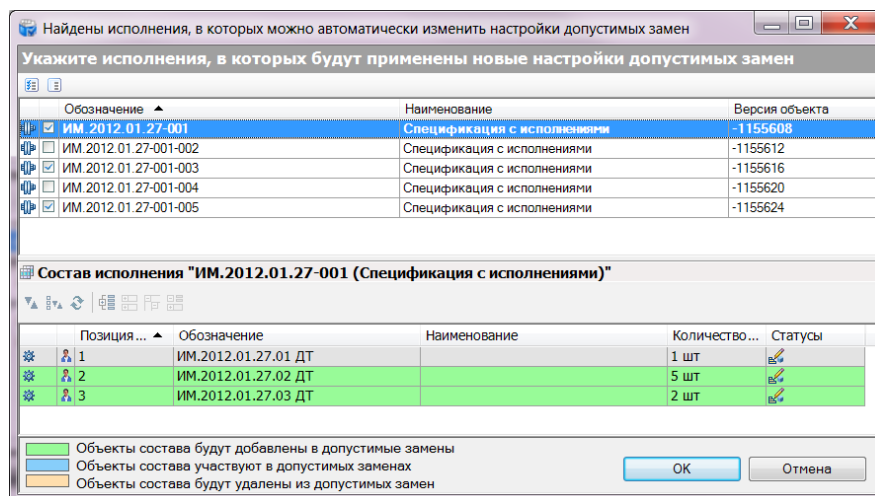 Найдены исполнения, в которых можно автоматически изменить настройки допустимых замен
Укажите исполнения, в которых будут применены новые настройки допустимых замен
Обозначение Наименование Версия объекта
ИМ.2012.01.27-001 Спецификация с исполнениями -1155608
ИМ.2012.01.27-001-002 Спецификация с исполнениями -1155612
ИМ.2012.01.27-001-003 Спецификация с исполнениями -1155616
ИМ.2012.01.27-001-004 Спецификация с исполнениями -1155620
ИМ.2012.01.27-001-005 Спецификация с исполнениями -1155624
Состав исполнения "ИМ.2012.01.27-001 (Спецификация с исполнениями)"
Позиция... Обозначение Наименование Количество... Статусы
1 ИМ.2012.01.27.01 ДТ 1 шт
2 ИМ.2012.01.27.02 ДТ 5 шт
3 ИМ.2012.01.27.03 ДТ 2 шт
Объекты состава будут добавлены в допустимые замены
Объекты состава участвуют в допустимых заменах
Объекты состава будут удалены из допустимых замен
OK Отмена